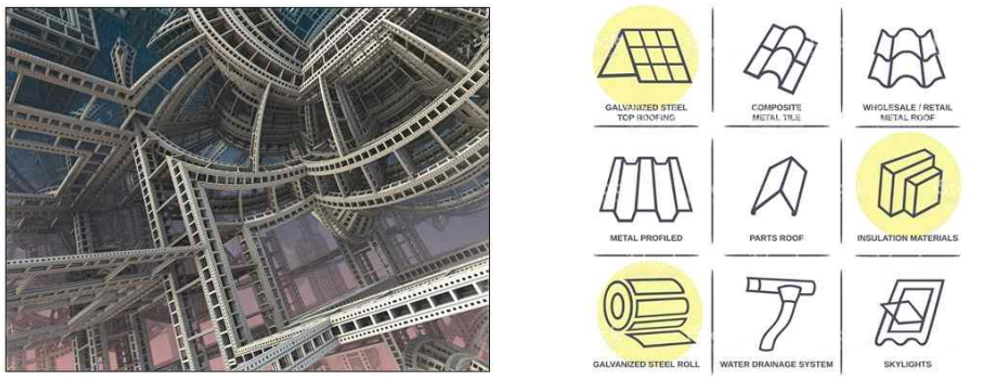 GALVANIZED STEEL
TOP ROOFING
COMPOSITE
METAL TILE
WHOLESALE / RETAIL
METAL ROOF
METAL PROFILED
PARTS ROOF
INSULATION MATERIALS
GALVANIZED STEEL ROLL
WATER DRAINAGE SYSTEM
SKYLIGHTS